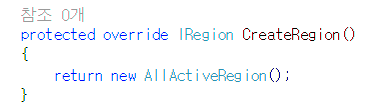 참조 0개
protected override IRegion CreateRegion()
{
    return new AllActiveRegion();
}